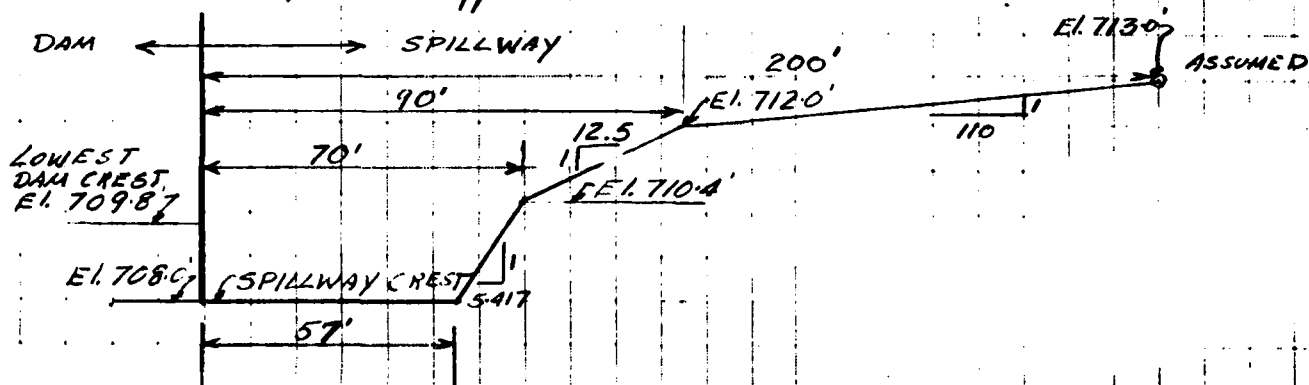 DAM SPILLWAY
El. 713.0'
ASSUMED
200'
90'
El. 712.0'
110
1
12.5
1
70'
LOWEST
DAM CREST
El. 709.87
El. 710.4'
El. 708.0'
SPILLWAY CREST
1
5.417
57'